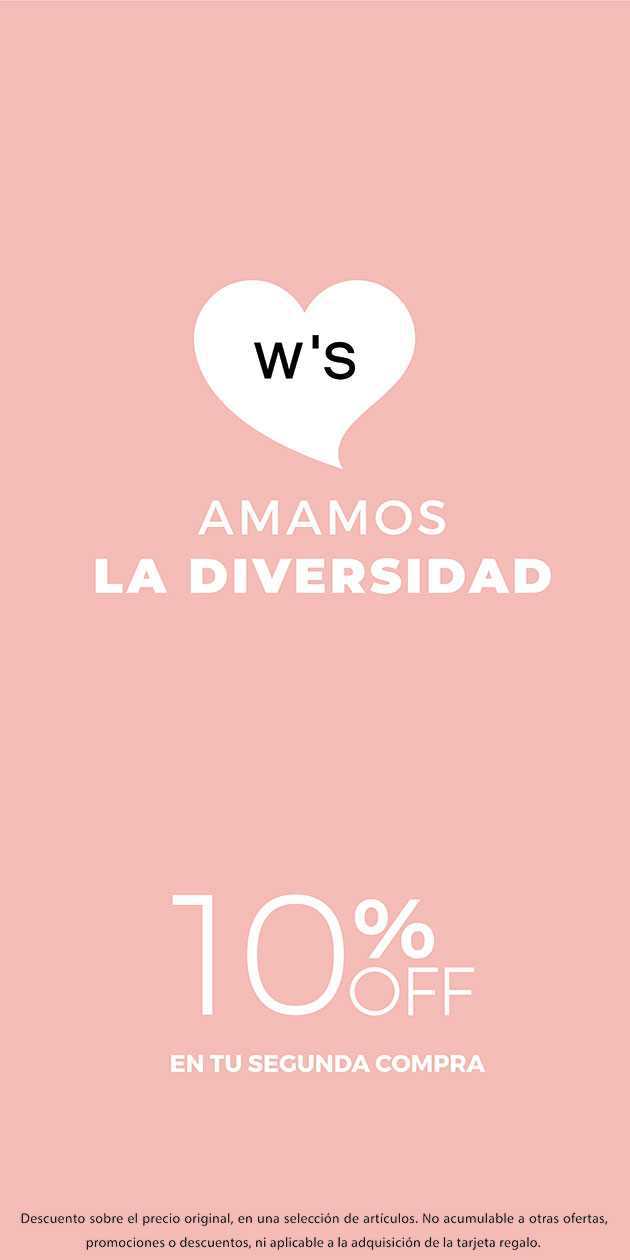 w's
AMAMOS
LA DIVERSIDAD
10%
OFF
EN TU SEGUNDA COMPRA
Descuento sobre el precio original, en una selección de artículos. No acumulable a otras ofertas,
promociones o descuentos, ni aplicable a la adquisición de la tarjeta regalo.